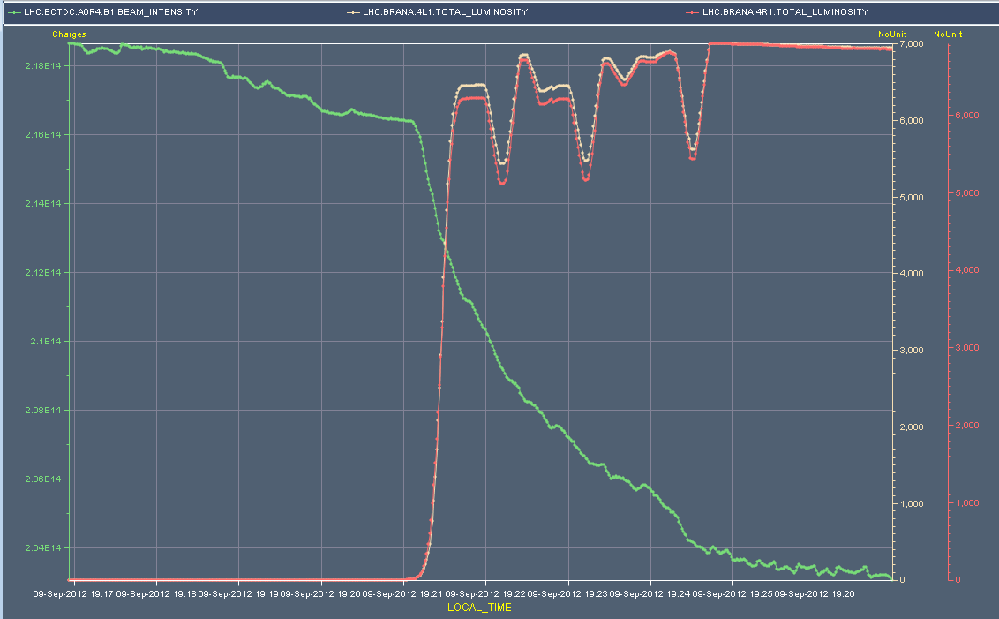 LHC.BCTDC.A6R4.B1:BEAM_INTENSITY LHC.BRANA.4L1:TOTAL_LUMINOSITY LHC.BRANA.4R1:TOTAL_LUMINOSITY
Charges NoUnit NoUnit
7,000
2.18E14
6,000 6,000
2.16E14
5,000 5,000
2.14E14
2.12E14 4,000 4,000
2.1E14
3,000 3,000
2.08E14
2,000 2,000
2.06E14
1,000 1,000
2.04E14
0 0
09-Sep-2012 19:17 09-Sep-2012 19:18 09-Sep-2012 19:19 09-Sep-2012 19:20 09-Sep-2012 19:21 09-Sep-2012 19:22 09-Sep-2012 19:23 09-Sep-2012 19:24 09-Sep-2012 19:25 09-Sep-2012 19:26
LOCAL_TIME